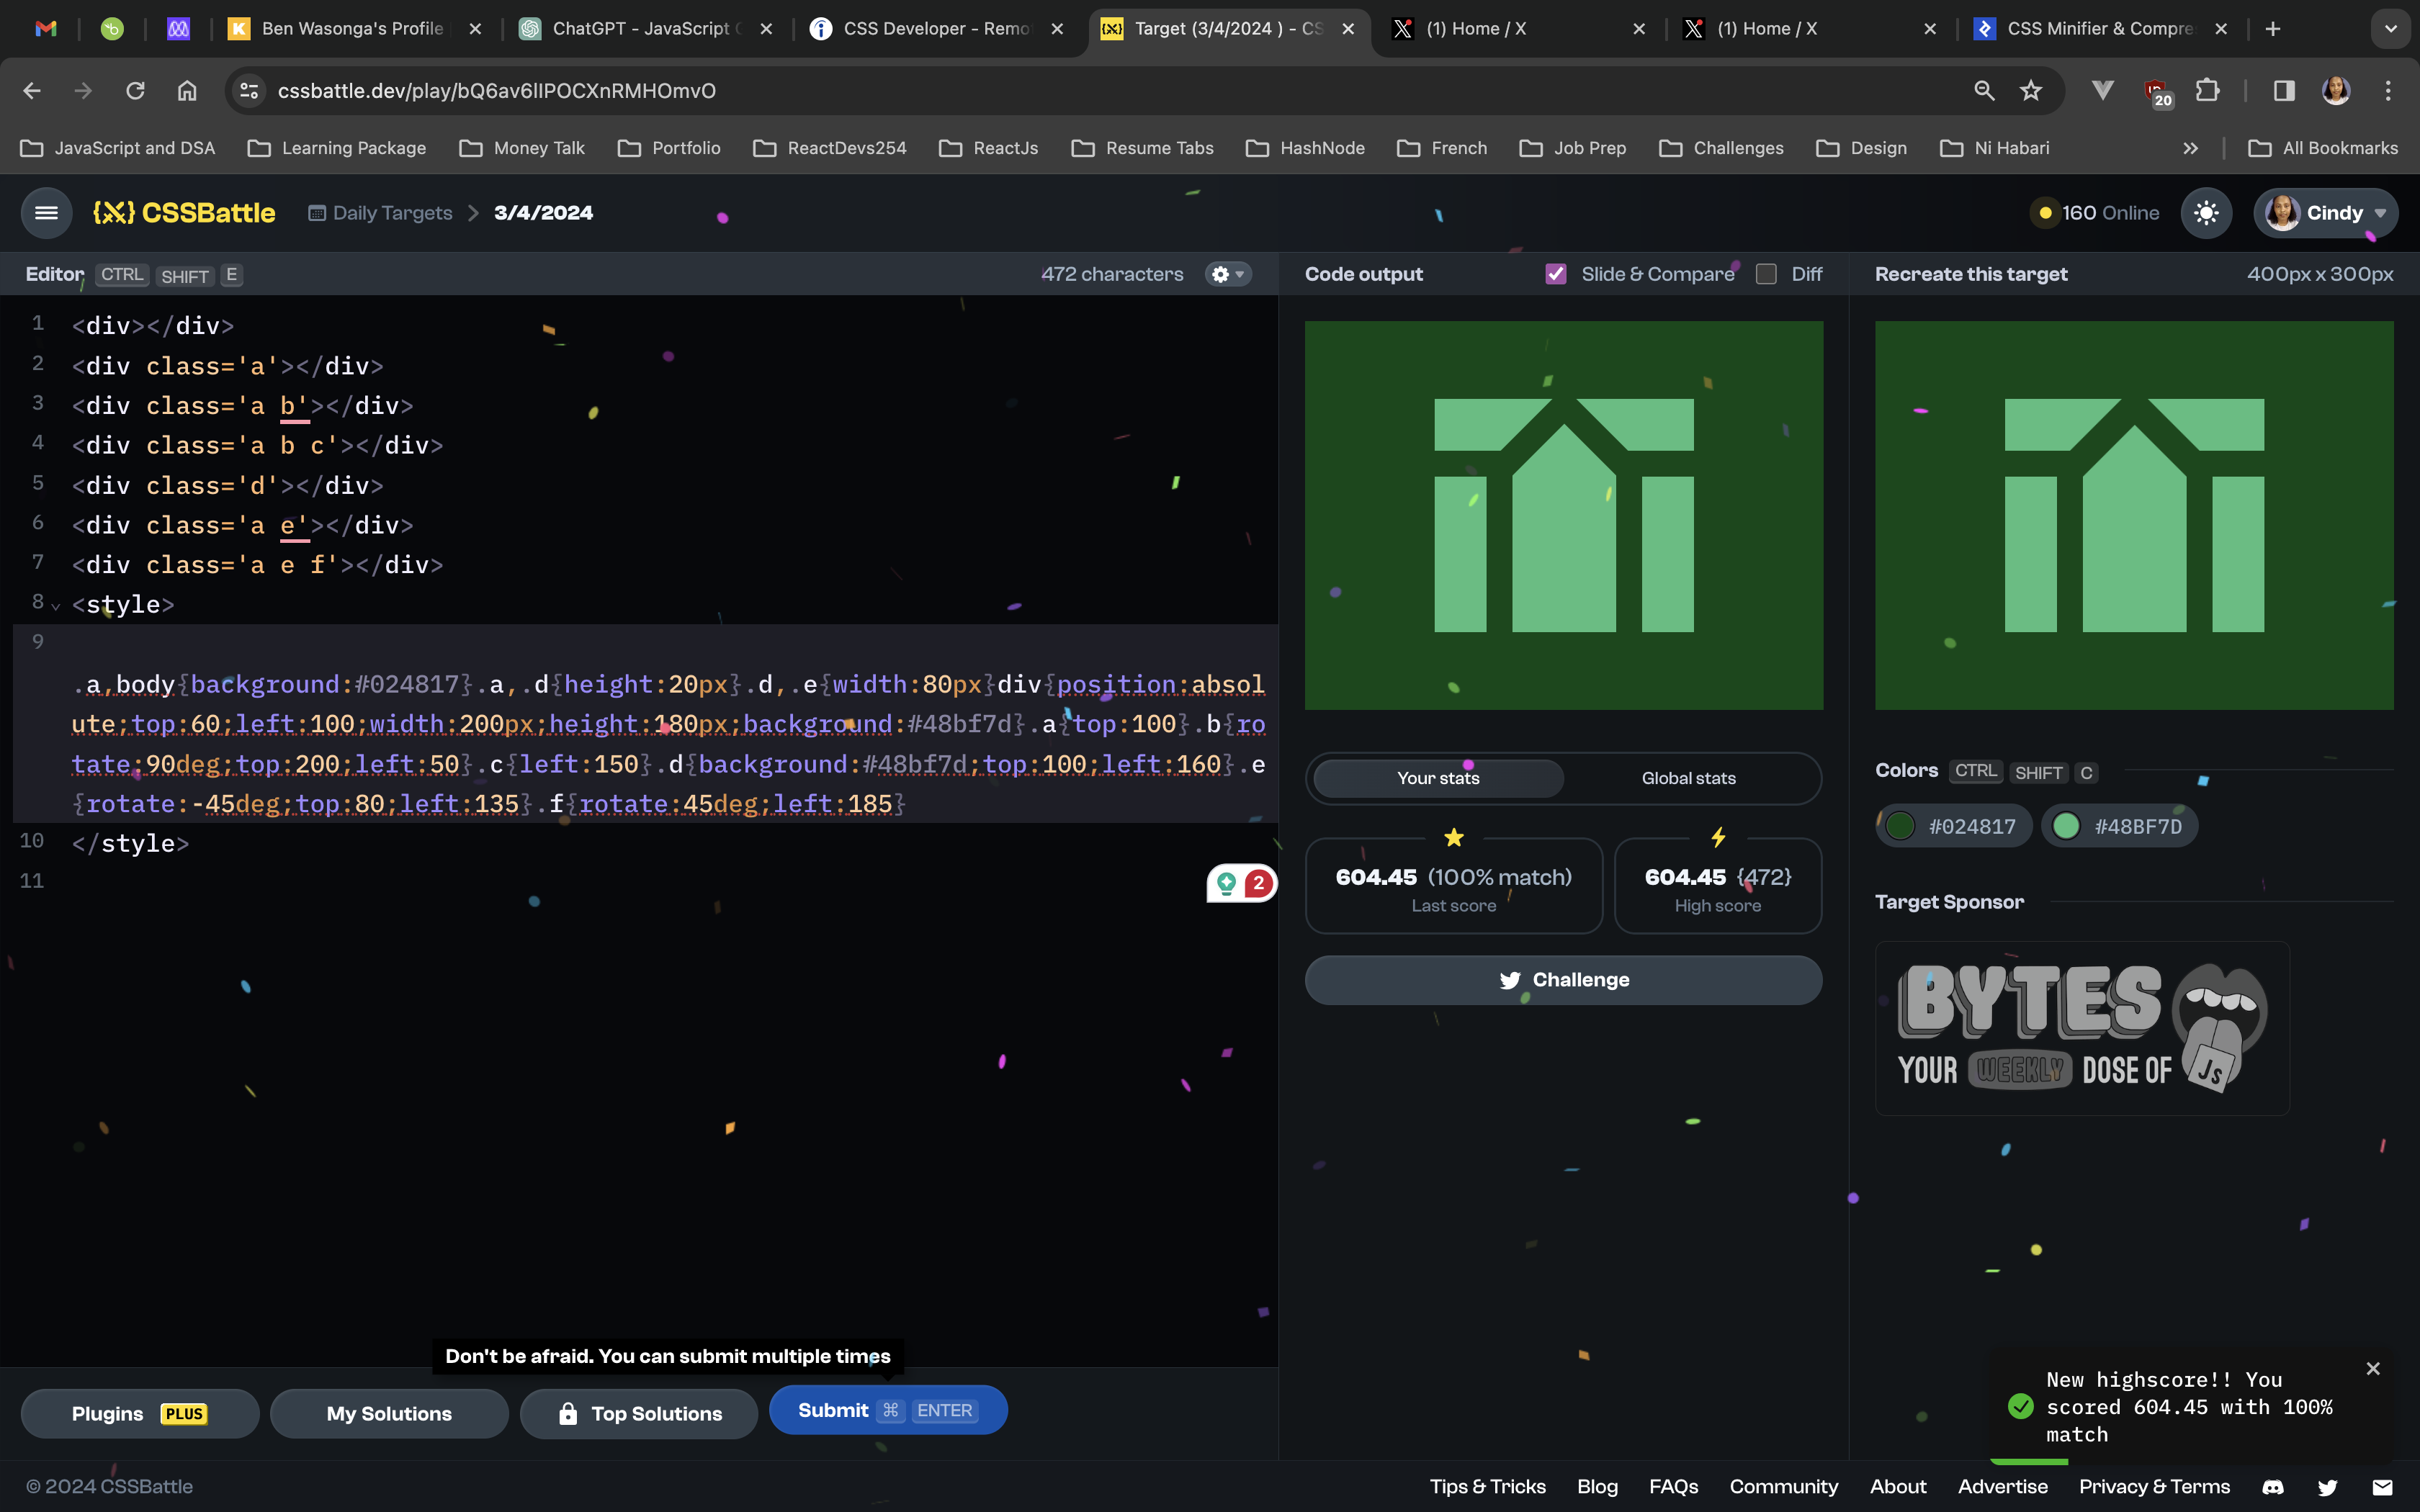 Ben Wasonga's Profile
ChatGPT - JavaScript
CSS Developer - Remo
Target (3/4/2024 ) - CS
(1) Home / X
(1) Home / X
CSS Minifier & Compre
cssbattle.dev/play/bQ6av6lIPOCXnRMHOmvO
20
JavaScript and DSA
Learning Package
Money Talk
Portfolio
ReactDevs254
ReactJs
Resume Tabs
HashNode
French
Job Prep
Challenges
Design
Ni Habari
All Bookmarks
CSSBattle
Daily Targets
3/4/2024
160 Online
Cindy
Editor CTRL SHIFT E
472 characters
Code output
Slide & Compare
Diff
Recreate this target
400px x 300px
1 <div></div>
2 <div class='a'></div>
3 <div class='a b'></div>
4 <div class='a b c'></div>
5 <div class='d'></div>
6 <div class='a e'></div>
7 <div class='a e f'></div>
8 <style>
9
.a,body{background:#024817}.a,.d{height:20px}.d,.e{width:80px}div{position:absol
ute;top:60;left:100;width:200px;height:180px;background:#48bf7d}.a{top:100}.b{ro
tate:90deg;top:200;left:50}.c{left:150}.d{background:#48bf7d;top:100;left:160}.e
{rotate:-45deg;top:80;left:135}.f{rotate:45deg;left:185}
10 </style>
11
2
Your stats
Global stats
604.45 (100% match)
Last score
604.45 {472}
High score
Challenge
Colors CTRL SHIFT C
#024817
#48BF7D
Target Sponsor
BYTES
YOUR WEEKLY DOSE OF
JS
Don't be afraid. You can submit multiple times
Plugins PLUS
My Solutions
Top Solutions
Submit ⌘ ENTER
New highscore!! You
scored 604.45 with 100%
match
© 2024 CSSBattle
Tips & Tricks
Blog
FAQs
Community
About
Advertise
Privacy & Terms